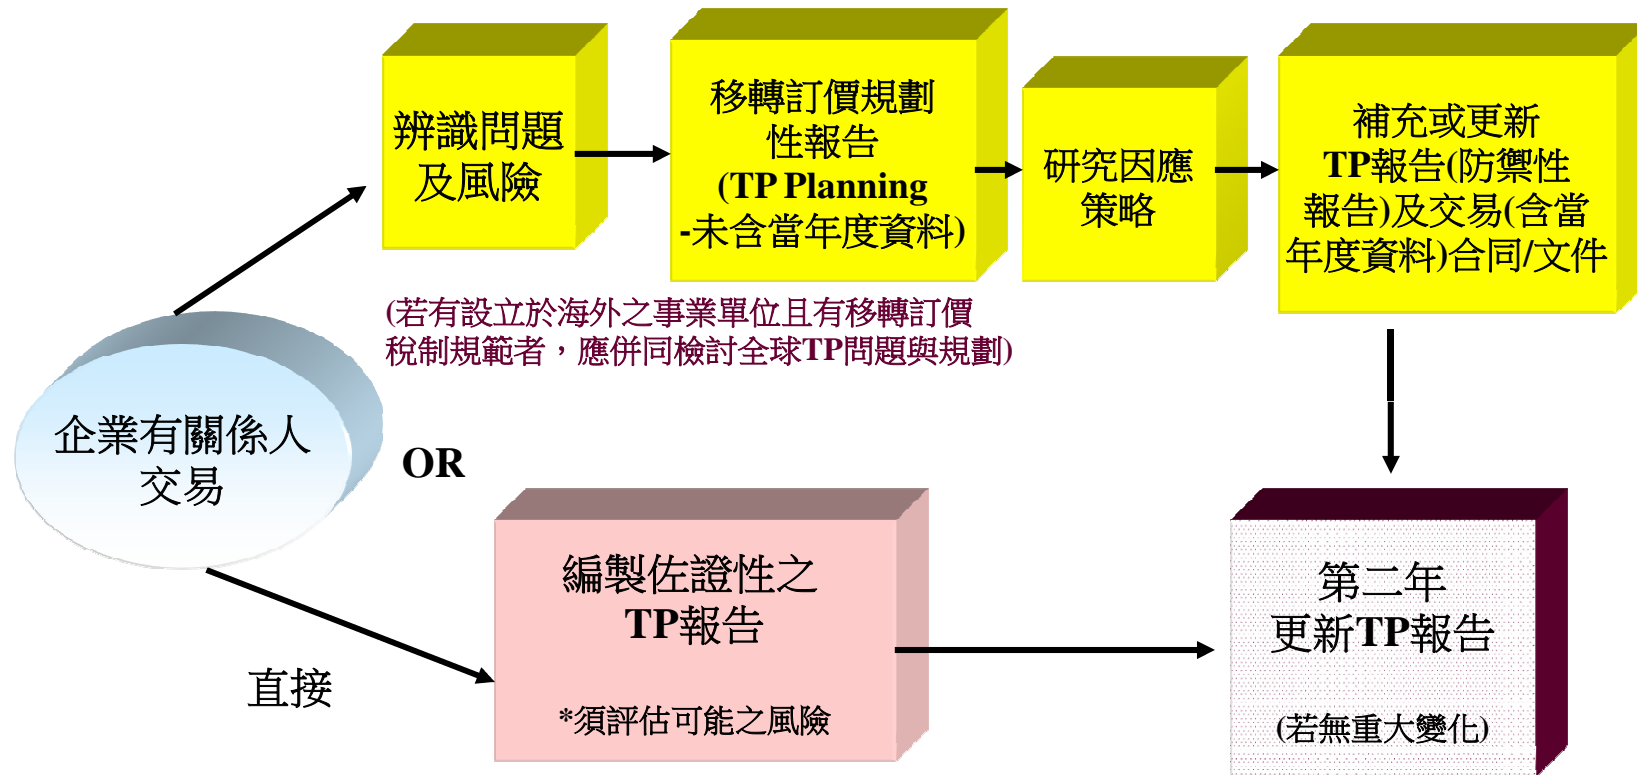 辨識問題
及風險
移轉訂價規劃
性報告
(TP Planning
-未含當年度資料)
研究因應
策略
補充或更新
TP報告(防禦性
報告)及交易(含當
年度資料)合同/文件
(若有設立於海外之事業單位且有移轉訂價
稅制規範者，應併同檢討全球TP問題與規劃)
企業有關係人
交易
OR
編製佐證性之
TP報告
*須評估可能之風險
直接
第二年
更新TP報告
(若無重大變化)